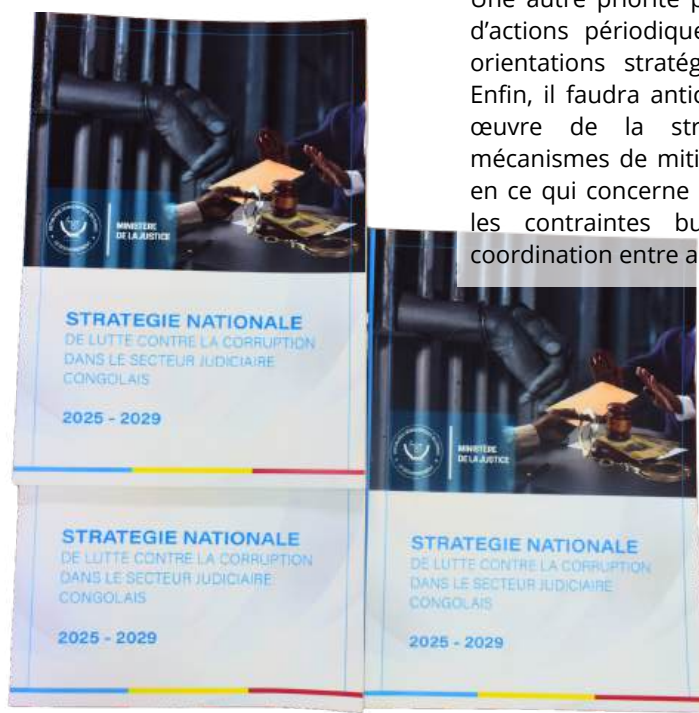 Une autre priorité p
d'actions périodique
orientations stratég
Enfin, il faudra antic
œuvre de la str
mécanismes de mitig
en ce qui concerne
les contraintes bu
coordination entre a
MINISTERE
DE LA JUSTICE
STRATEGIE NATIONALE
DE LUTTE CONTRE LA CORRUPTION
DANS LE SECTEUR JUDICIAIRE
CONGOLAIS
2025 - 2029
MINISTERE
DE LA JUSTICE
STRATEGIE NATIONALE
DE LUTTE CONTRE LA CORRUPTION
DANS LE SECTEUR JUDICIAIRE
CONGOLAIS
2025 - 2029
STRATEGIE NATIONALE
DE LUTTE CONTRE LA CORRUPTION
DANS LE SECTEUR JUDICIAIRE
CONGOLAIS
2025 - 2029